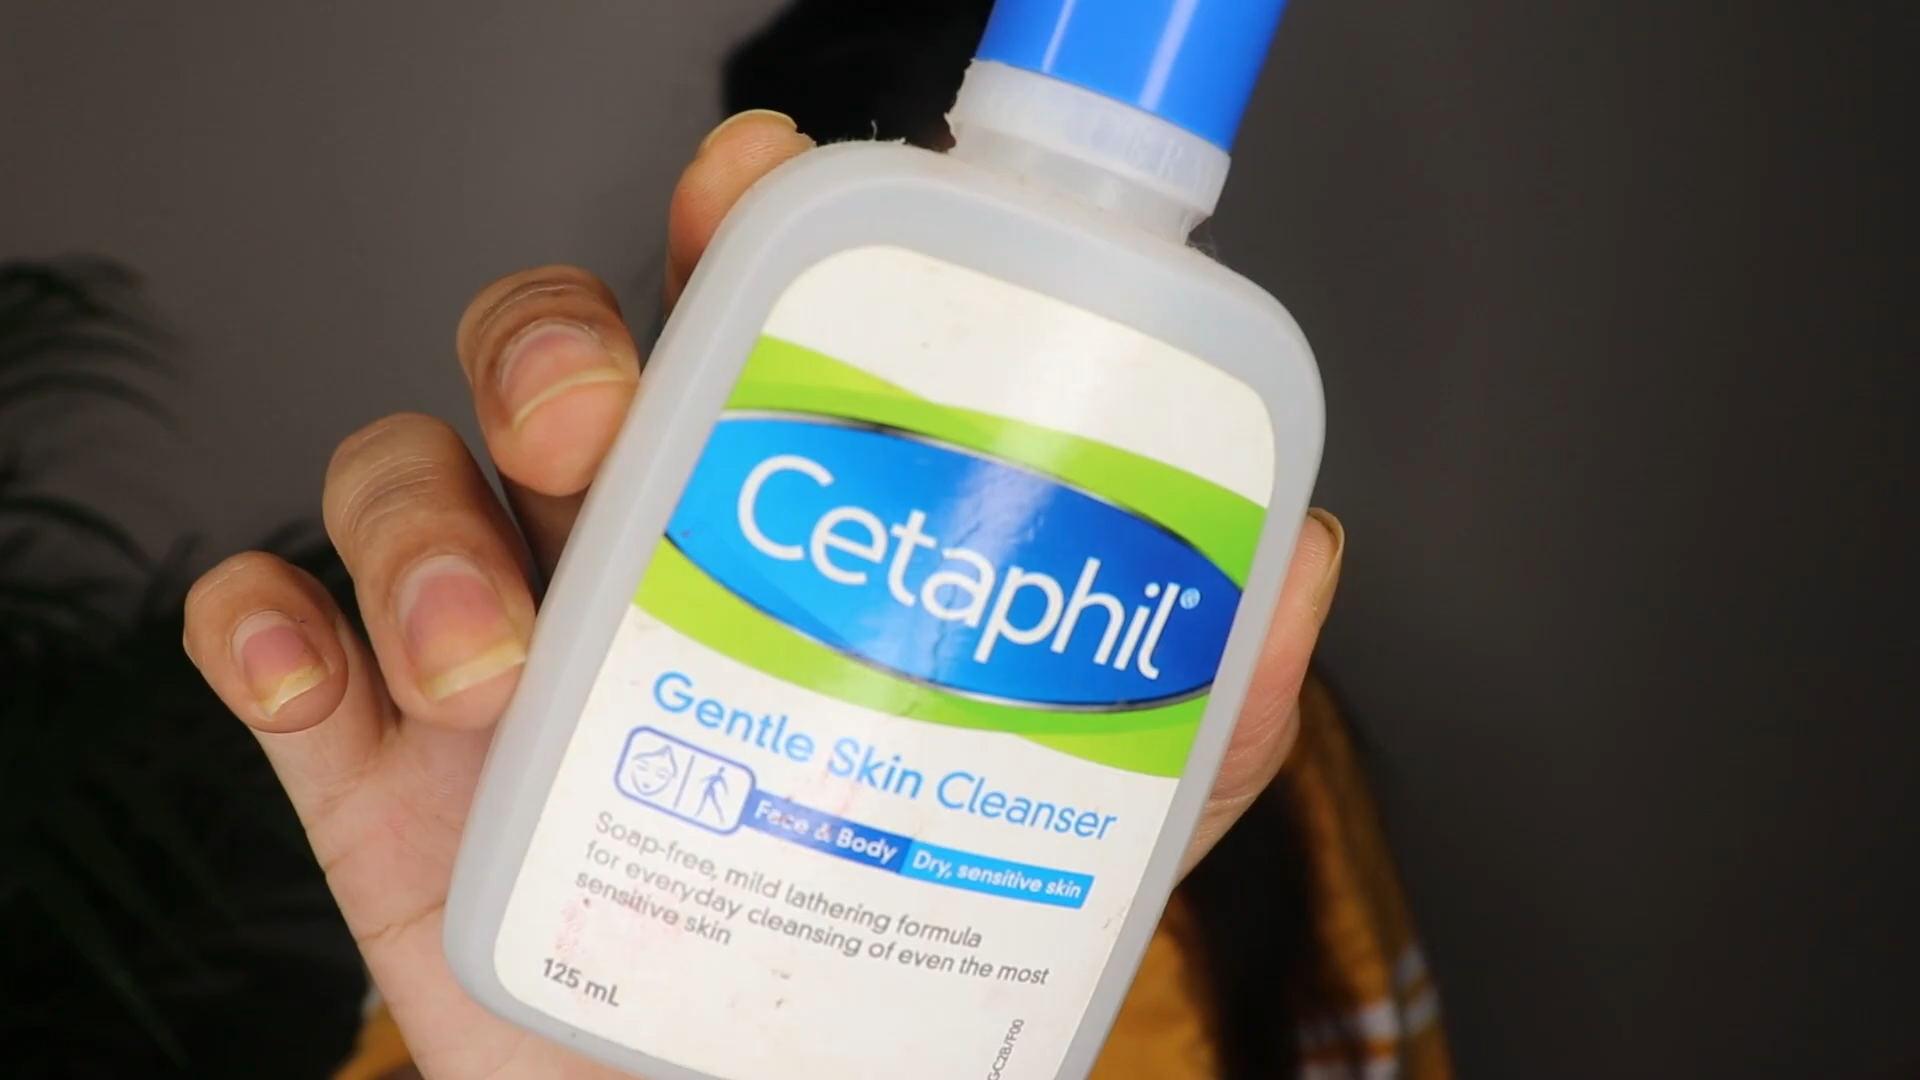 Cetaphil®
Gentle Skin Cleanser
Face & Body Dry, sensitive skin
Soap-free, mild lathering formula
for everyday cleansing of even the most
sensitive skin
125 mL